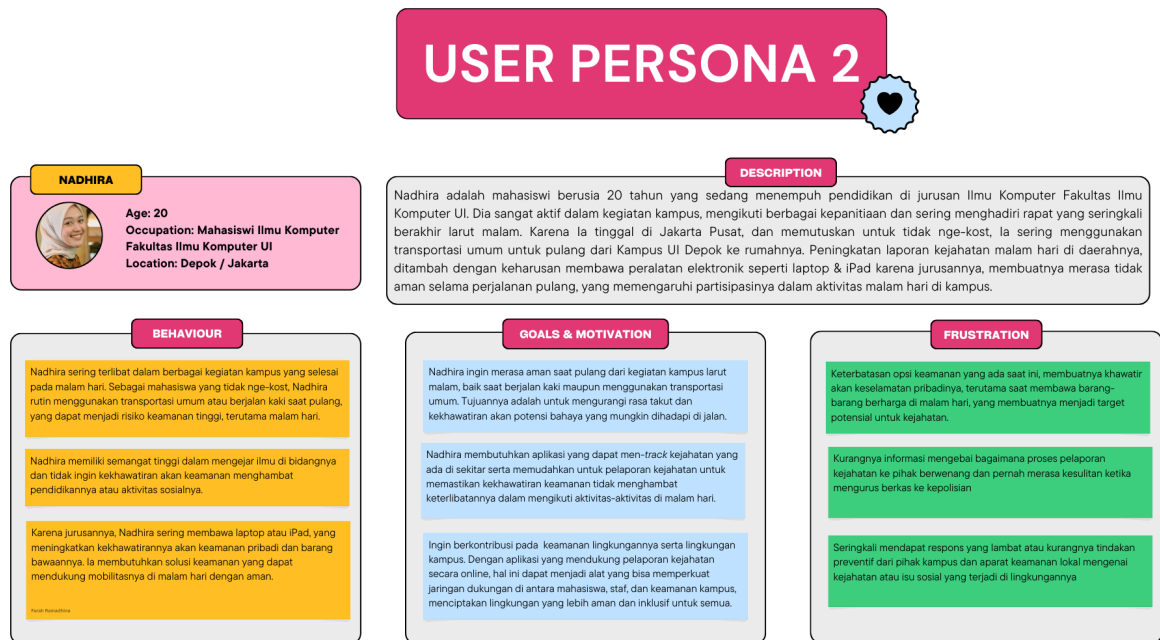 USER PERSONA 2
NADHIRA
Age: 20
Occupation: Mahasiswi Ilmu Komputer
Fakultas Ilmu Komputer UI
Location: Depok / Jakarta
DESCRIPTION
Nadhira adalah mahasiswi berusia 20 tahun yang sedang menempuh pendidikan di jurusan Ilmu Komputer Fakultas Ilmu
Komputer UI. Dia sangat aktif dalam kegiatan kampus, mengikuti berbagai kepanitiaan dan sering menghadiri rapat yang seringkali
berakhir larut malam. Karena Ia tinggal di Jakarta Pusat, dan memutuskan untuk tidak nge-kost, Ia sering menggunakan
transportasi umum untuk pulang dari Kampus UI Depok ke rumahnya. Peningkatan laporan kejahatan malam hari di daerahnya,
ditambah dengan keharusan membawa peralatan elektronik seperti laptop & iPad karena jurusannya, membuatnya merasa tidak
aman selama perjalanan pulang, yang memengaruhi partisipasinya dalam aktivitas malam hari di kampus.
BEHAVIOUR
Nadhira sering terlibat dalam berbagai kegiatan kampus yang selesai
pada malam hari. Sebagai mahasiswa yang tidak nge-kost, Nadhira
rutin menggunakan transportasi umum atau berjalan kaki saat pulang,
yang dapat menjadi risiko keamanan tinggi, terutama malam hari.
Nadhira memiliki semangat tinggi dalam mengejar ilmu di bidangnya
dan tidak ingin kekhawatiran akan keamanan menghambat
pendidikannya atau aktivitas sosialnya.
Karena jurusannya, Nadhira sering membawa laptop atau iPad, yang
meningkatkan kekhawatirannya akan keamanan pribadi dan barang
bawaannya. Ia membutuhkan solusi keamanan yang dapat
mendukung mobilitasnya di malam hari dengan aman.
Farah Ramadhina
GOALS & MOTIVATION
Nadhira ingin merasa aman saat pulang dari kegiatan kampus larut
malam, baik saat berjalan kaki maupun menggunakan transportasi
umum. Tujuannya adalah untuk mengurangi rasa takut dan
kekhawatiran akan potensi bahaya yang mungkin dihadapi di jalan.
Nadhira membutuhkan aplikasi yang dapat men-track kejahatan yang
ada di sekitar serta memudahkan untuk pelaporan kejahatan untuk
memastikan kekhawatiran keamanan tidak menghambat
keterlibatannya dalam mengikuti aktivitas-aktivitas di malam hari.
Ingin berkontribusi pada keamanan lingkungannya serta lingkungan
kampus. Dengan aplikasi yang mendukung pelaporan kejahatan
secara online, hal ini dapat menjadi alat yang bisa memperkuat
jaringan dukungan di antara mahasiswa, staf, dan keamanan kampus,
menciptakan lingkungan yang lebih aman dan inklusif untuk semua.
FRUSTRATION
Keterbatasan opsi keamanan yang ada saat ini, membuatnya khawatir
akan keselamatan pribadinya, terutama saat membawa barang-
barang berharga di malam hari, yang membuatnya menjadi target
potensial untuk kejahatan.
Kurangnya informasi mengebai bagaimana proses pelaporan
kejahatan ke pihak berwenang dan pernah merasa kesulitan ketika
mengurus berkas ke kepolisian
Seringkali mendapat respons yang lambat atau kurangnya tindakan
preventif dari pihak kampus dan aparat keamanan lokal mengenai
kejahatan atau isu sosial yang terjadi di lingkungannya